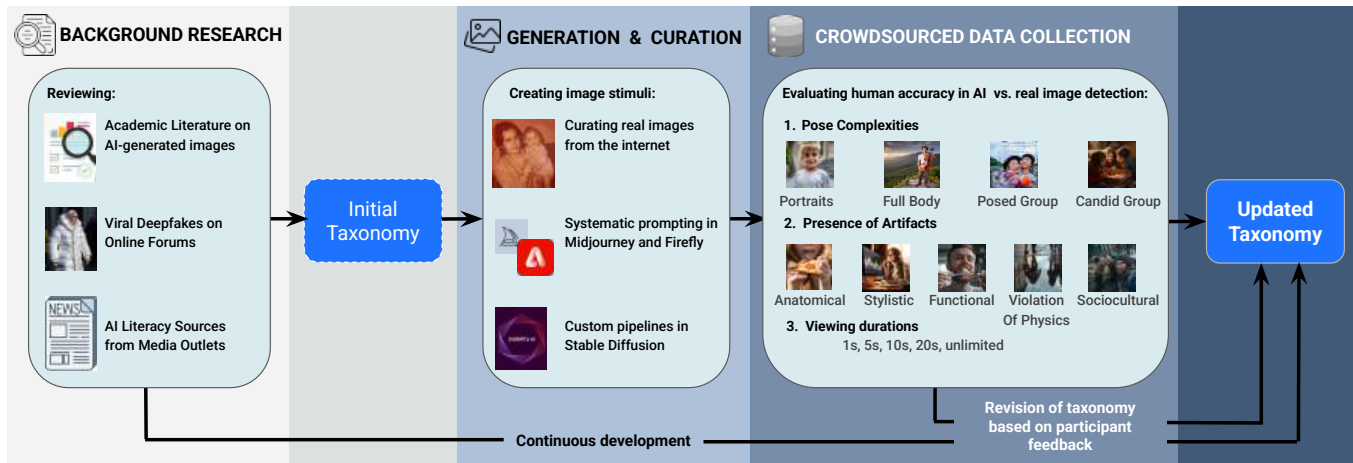 BACKGROUND RESEARCH
Reviewing:
Academic Literature on
AI-generated images
Viral Deepfakes on
Online Forums
NEWS
AI Literacy Sources
from Media Outlets
Initial
Taxonomy
GENERATION & CURATION
Creating image stimuli:
Curating real images
from the internet
Systematic prompting in
Midjourney and Firefly
Custom pipelines in
Stable Diffusion
CROWDSOURCED DATA COLLECTION
Evaluating human accuracy in AI vs. real image detection:
1. Pose Complexities
Portraits
Full Body
Posed Group
Candid Group
2. Presence of Artifacts
Anatomical
Stylistic
Functional
Violation
Of Physics
Sociocultural
3. Viewing durations
1s, 5s, 10s, 20s, unlimited
Updated
Taxonomy
Revision of taxonomy
based on participant
feedback
Continuous development